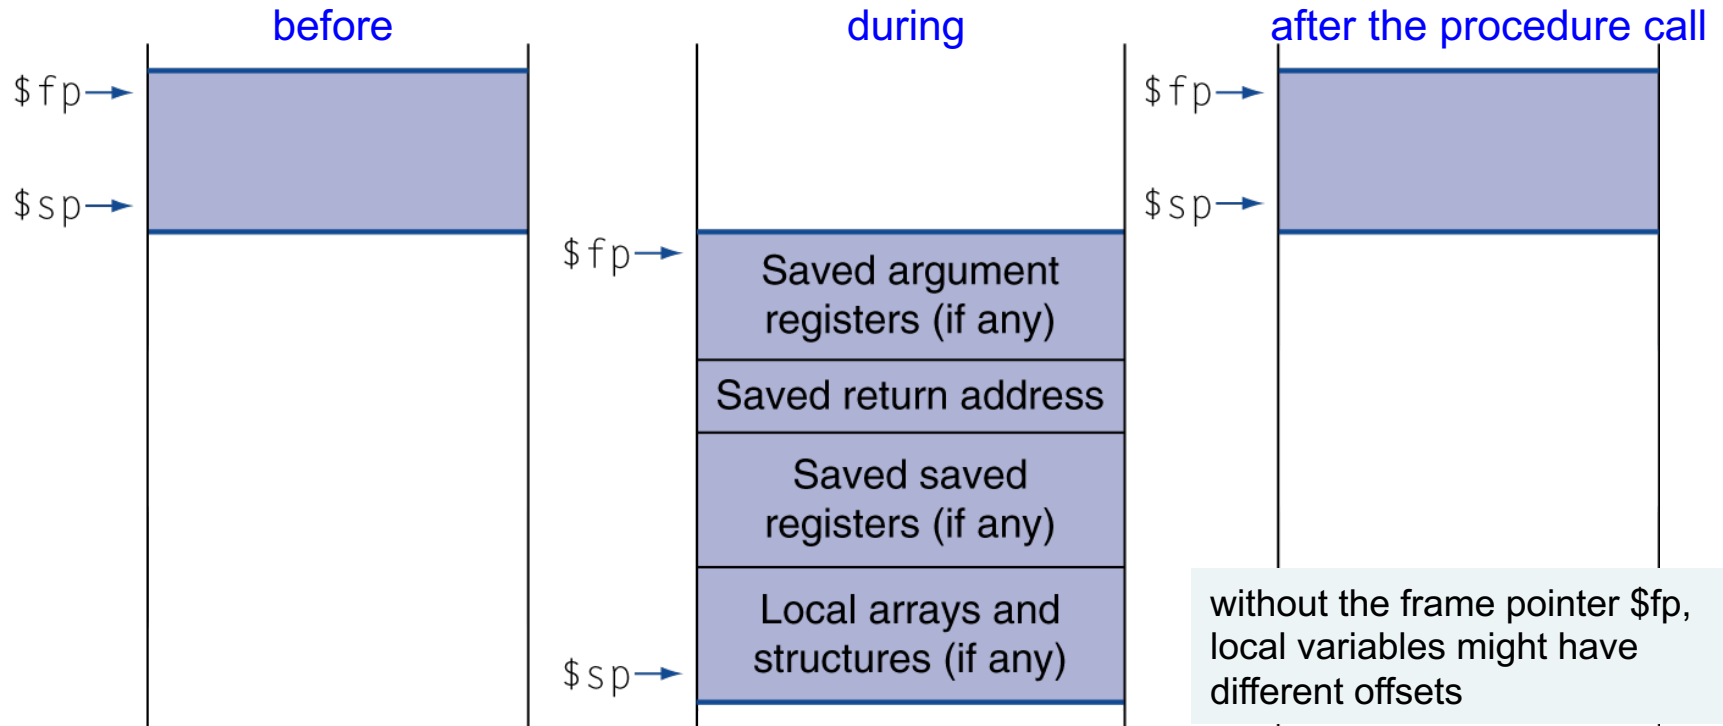 before
during
after the procedure call
$fp
$sp
$fp
Saved argument
registers (if any)
Saved return address
Saved saved
registers (if any)
Local arrays and
structures (if any)
$sp
$fp
$sp
without the frame pointer $fp,
local variables might have
different offsets